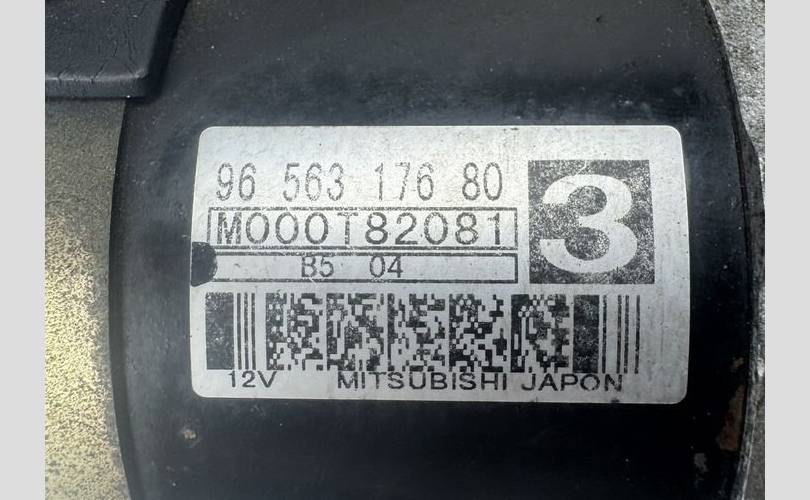 96 563 176 80
3
M000T82081
B5 04
12V MITSUBISHI JAPON